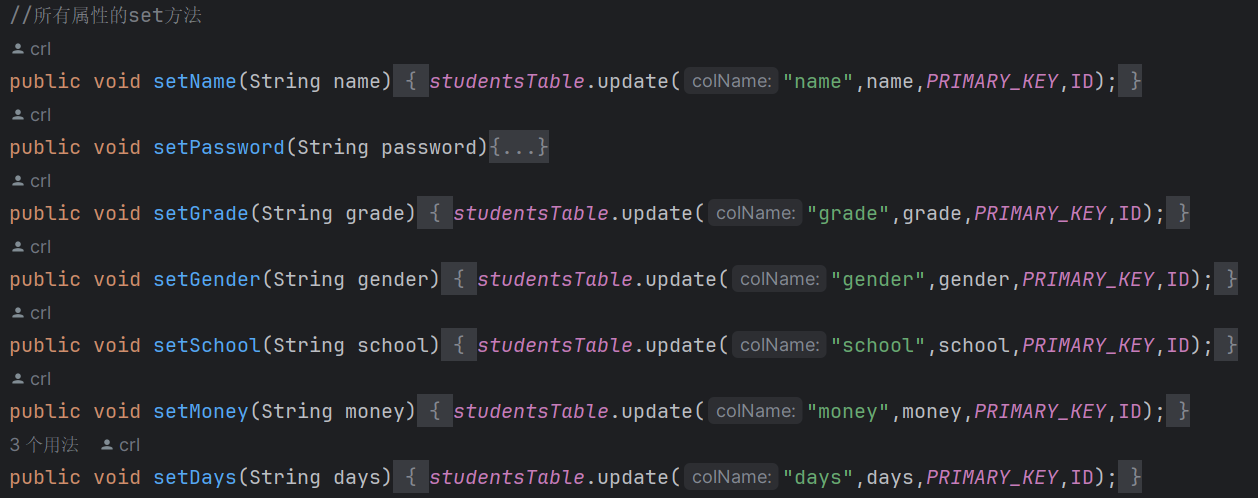 //所有属性的set方法
crl
public void setName(String name) { studentsTable.update( colName: "name",name,PRIMARY_KEY,ID); }
crl
public void setPassword(String password){...}
crl
public void setGrade(String grade) { studentsTable.update( colName: "grade",grade,PRIMARY_KEY,ID); }
crl
public void setGender(String gender) { studentsTable.update( colName: "gender",gender,PRIMARY_KEY,ID); }
crl
public void setSchool(String school) { studentsTable.update( colName: "school",school,PRIMARY_KEY,ID); }
crl
public void setMoney(String money) { studentsTable.update( colName: "money",money,PRIMARY_KEY,ID); }
3 个用法 crl
public void setDays(String days) { studentsTable.update( colName: "days",days,PRIMARY_KEY,ID); }